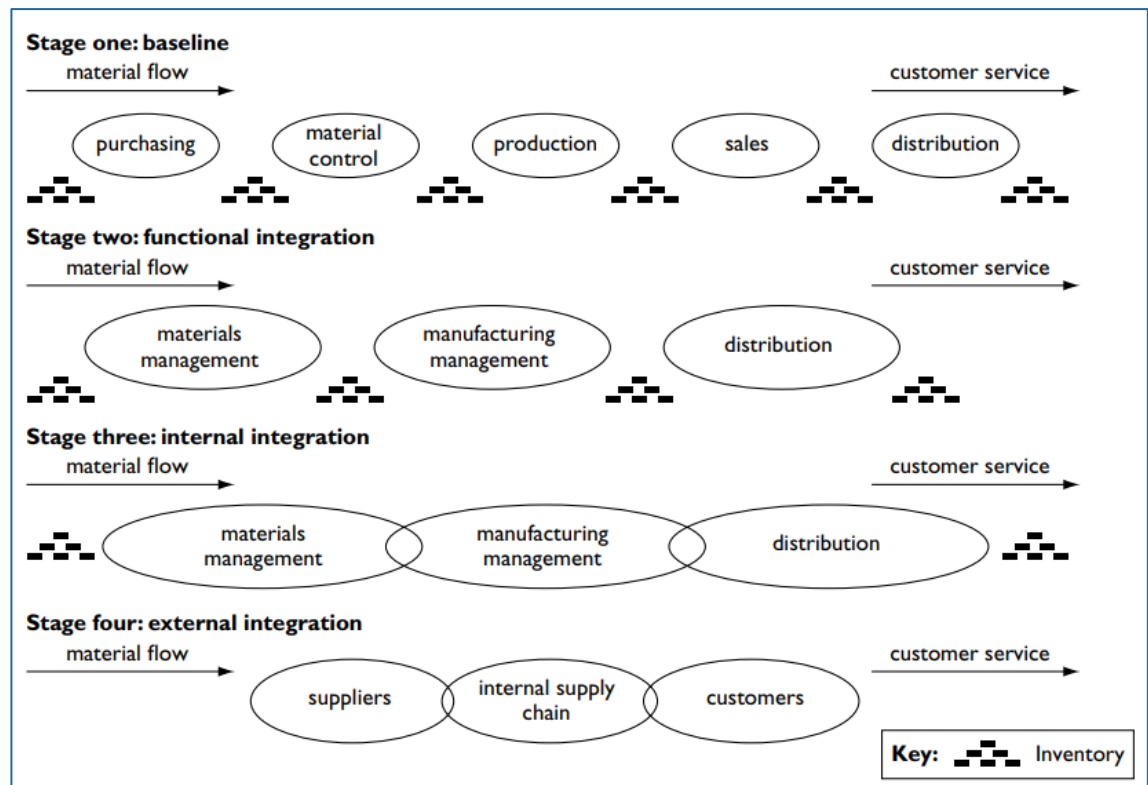 Stage one: baseline
material flow
customer service
purchasing
material
control
production
sales
distribution
Stage two: functional integration
material flow
customer service
materials
management
manufacturing
management
distribution
Stage three: internal integration
material flow
customer service
materials
management
manufacturing
management
distribution
Stage four: external integration
material flow
customer service
suppliers
internal supply
chain
customers
Key: Inventory